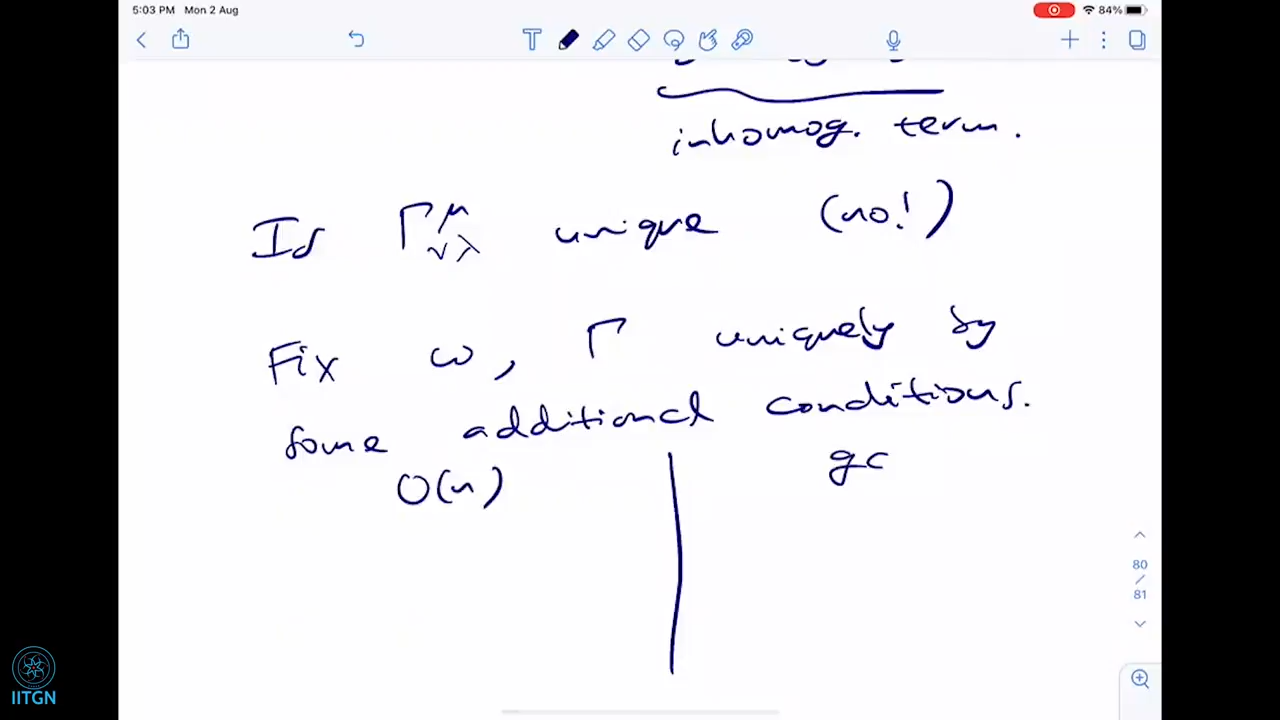 5:03 PM Mon 2 Aug
84%
inhomog. term.
Is Γ^μ_νλ unique (no!)
Fix ω, Γ uniquely by
some additional conditions.
O(n) gc
80
/
81
IITGN